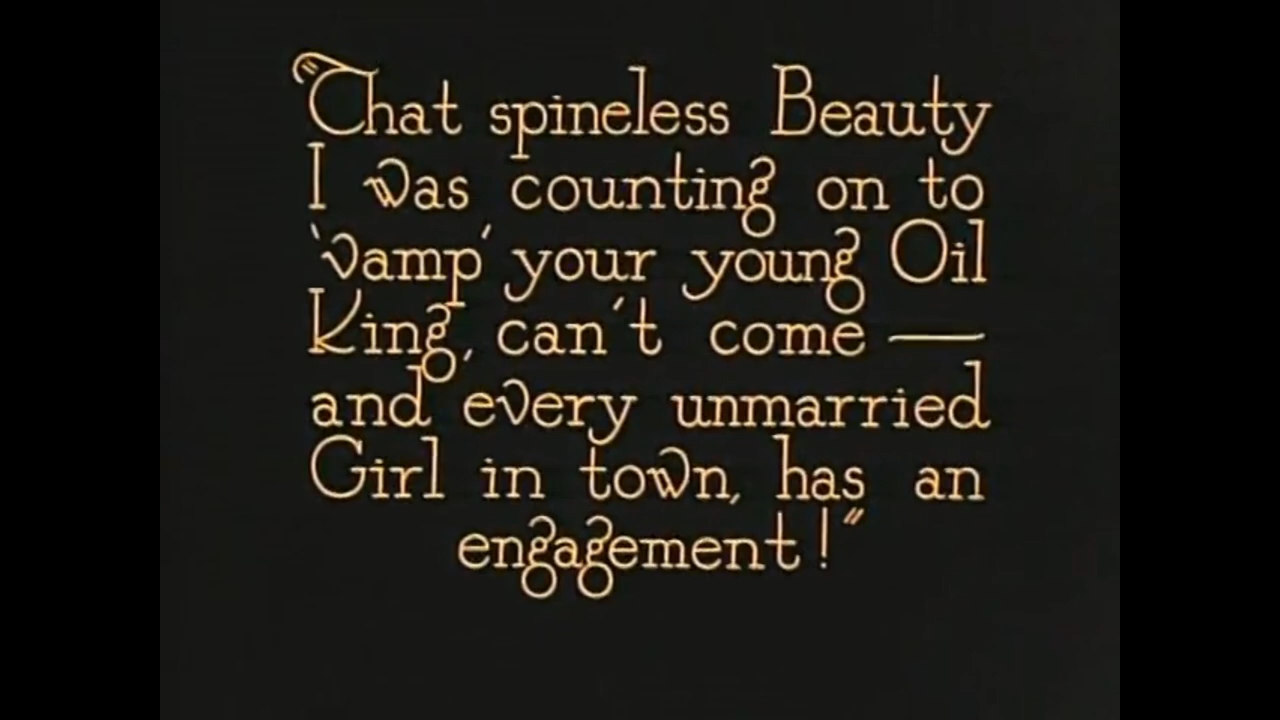 "That spineless Beauty
I was counting on to
'vamp' your young Oil
King, can't come —
and every unmarried
Girl in town, has an
engagement!"